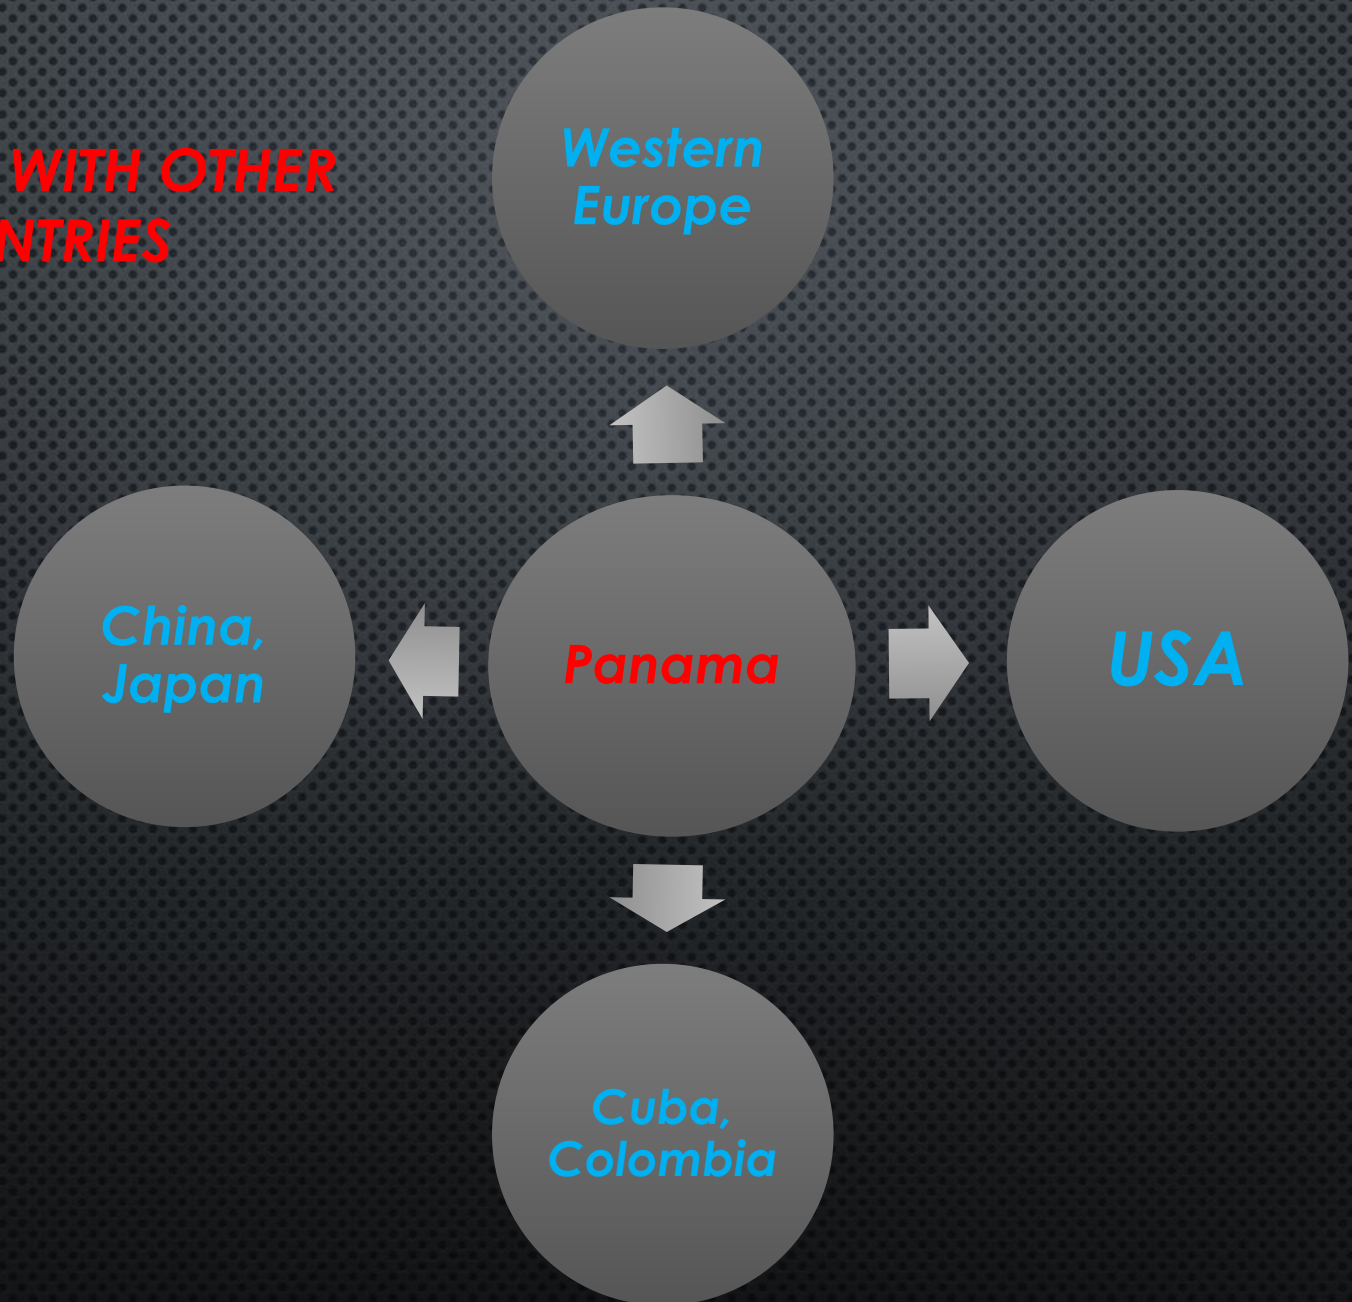 WITH OTHER
NTRIES
Western
Europe
China,
Japan
Panama
USA
Cuba,
Colombia